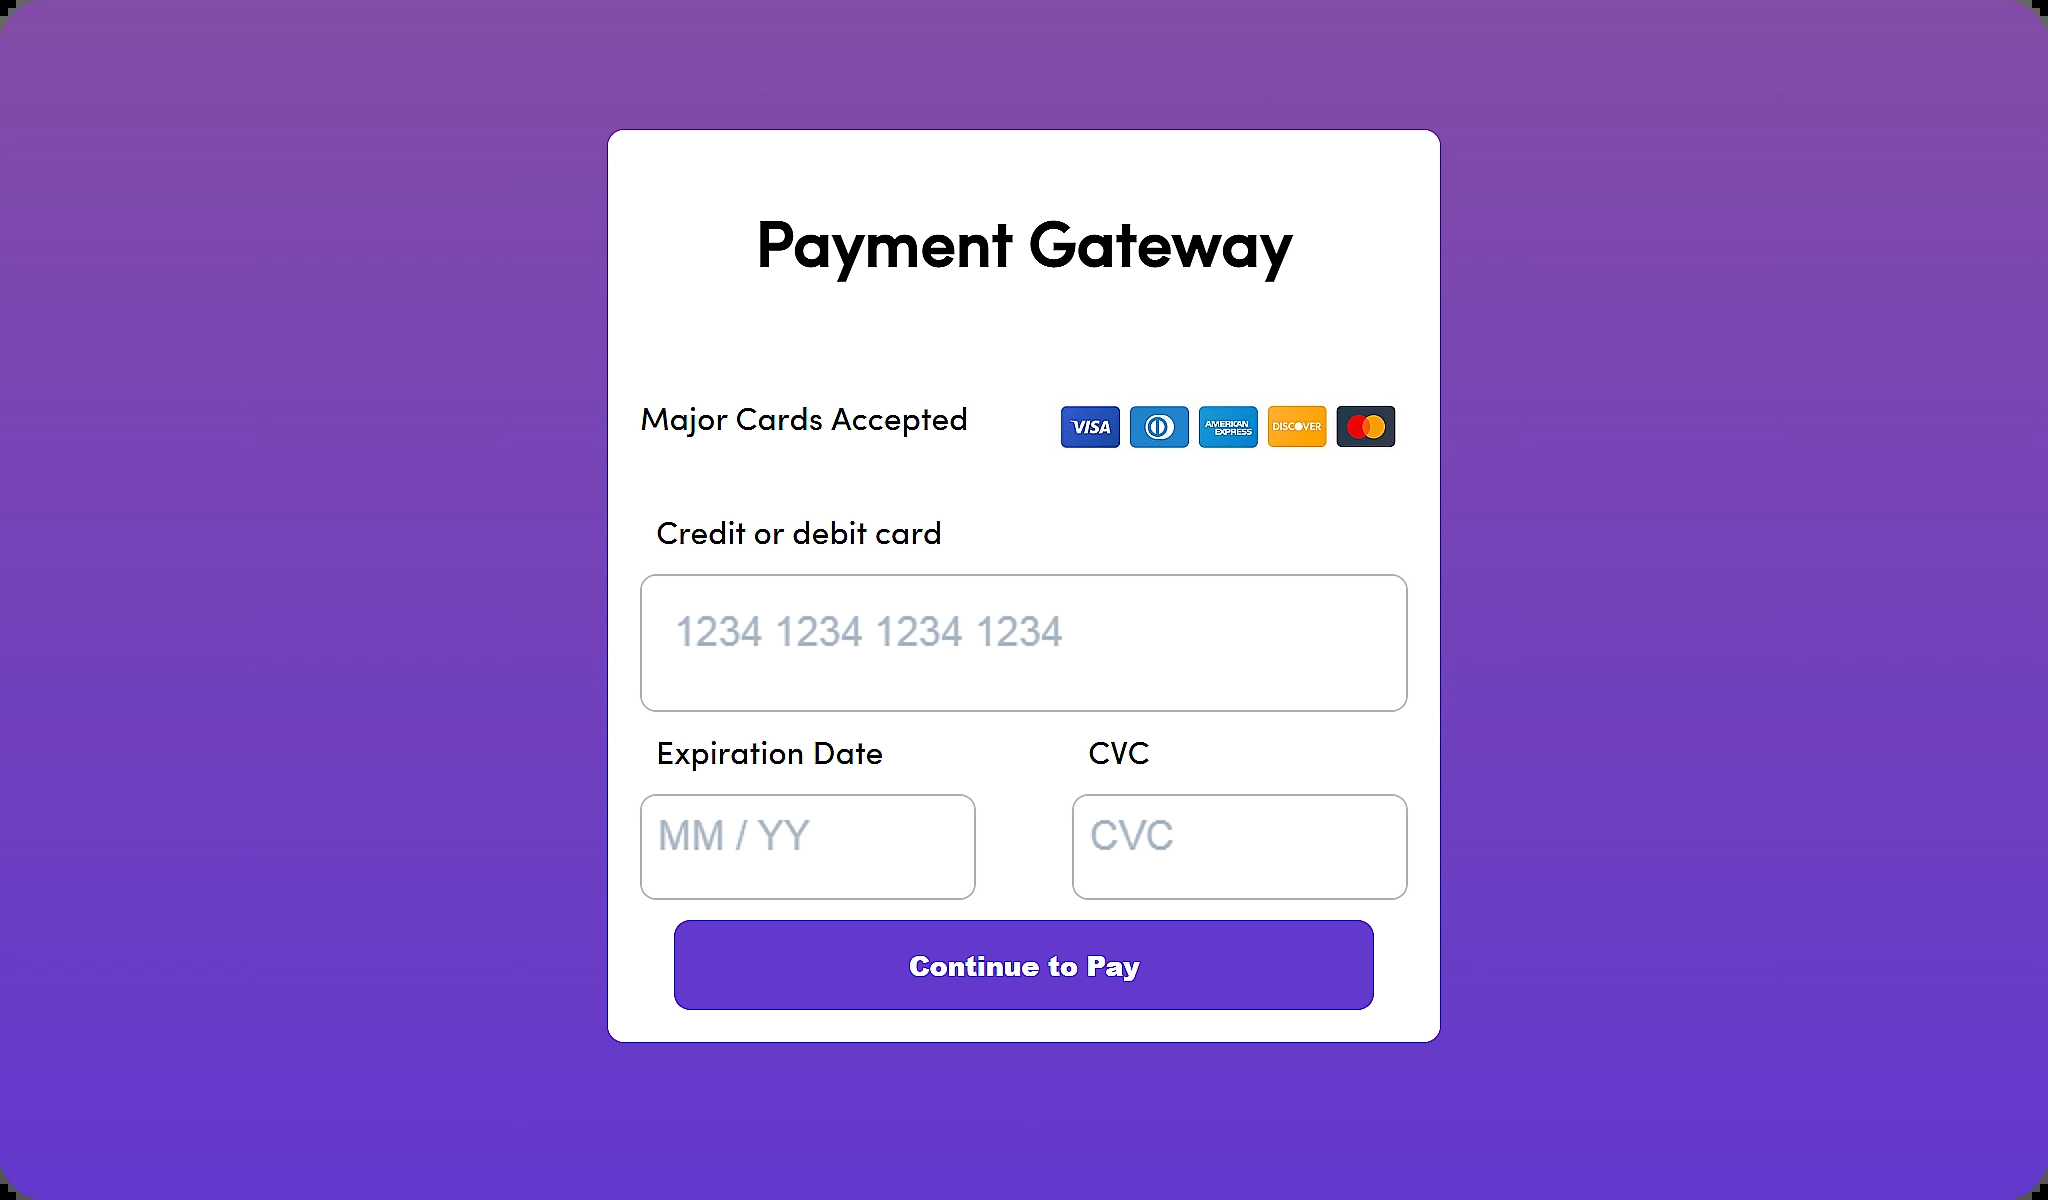 Payment Gateway
Major Cards Accepted
VISA
AMERICAN
EXPRESS
DISCOVER
Credit or debit card
1234 1234 1234 1234
Expiration Date
CVC
MM / YY
CVC
Continue to Pay